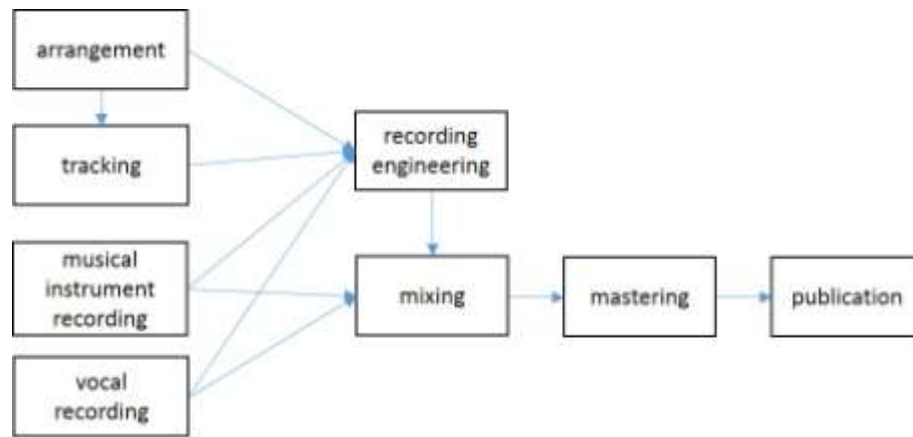 arrangement
tracking
musical
instrument
recording
vocal
recording
recording
engineering
mixing
mastering
publication